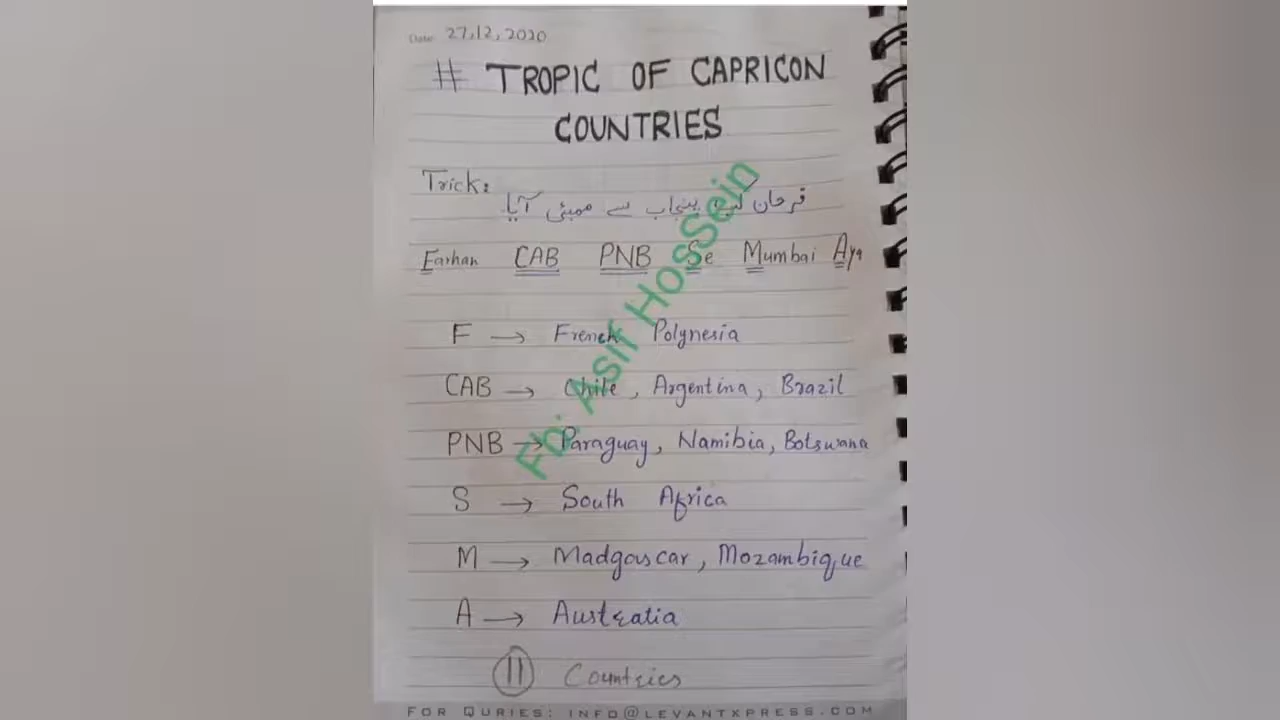 Date 27,12,2020
# TROPIC OF CAPRICON
COUNTRIES
Trick:
فرحان کیب پنجاب سے ممبئی آیا
Farhan CAB PNB Se Mumbai Aya
F → French Polynesia
CAB → Chile, Argentina, Brazil
PNB → Paraguay, Namibia, Botswana
S → South Africa
M → Madgascar, Mozambique
A → Australia
11 Countries
FOR QURIES: INFO@LEVANTXPRESS.COM
Fb: Asif HosSein